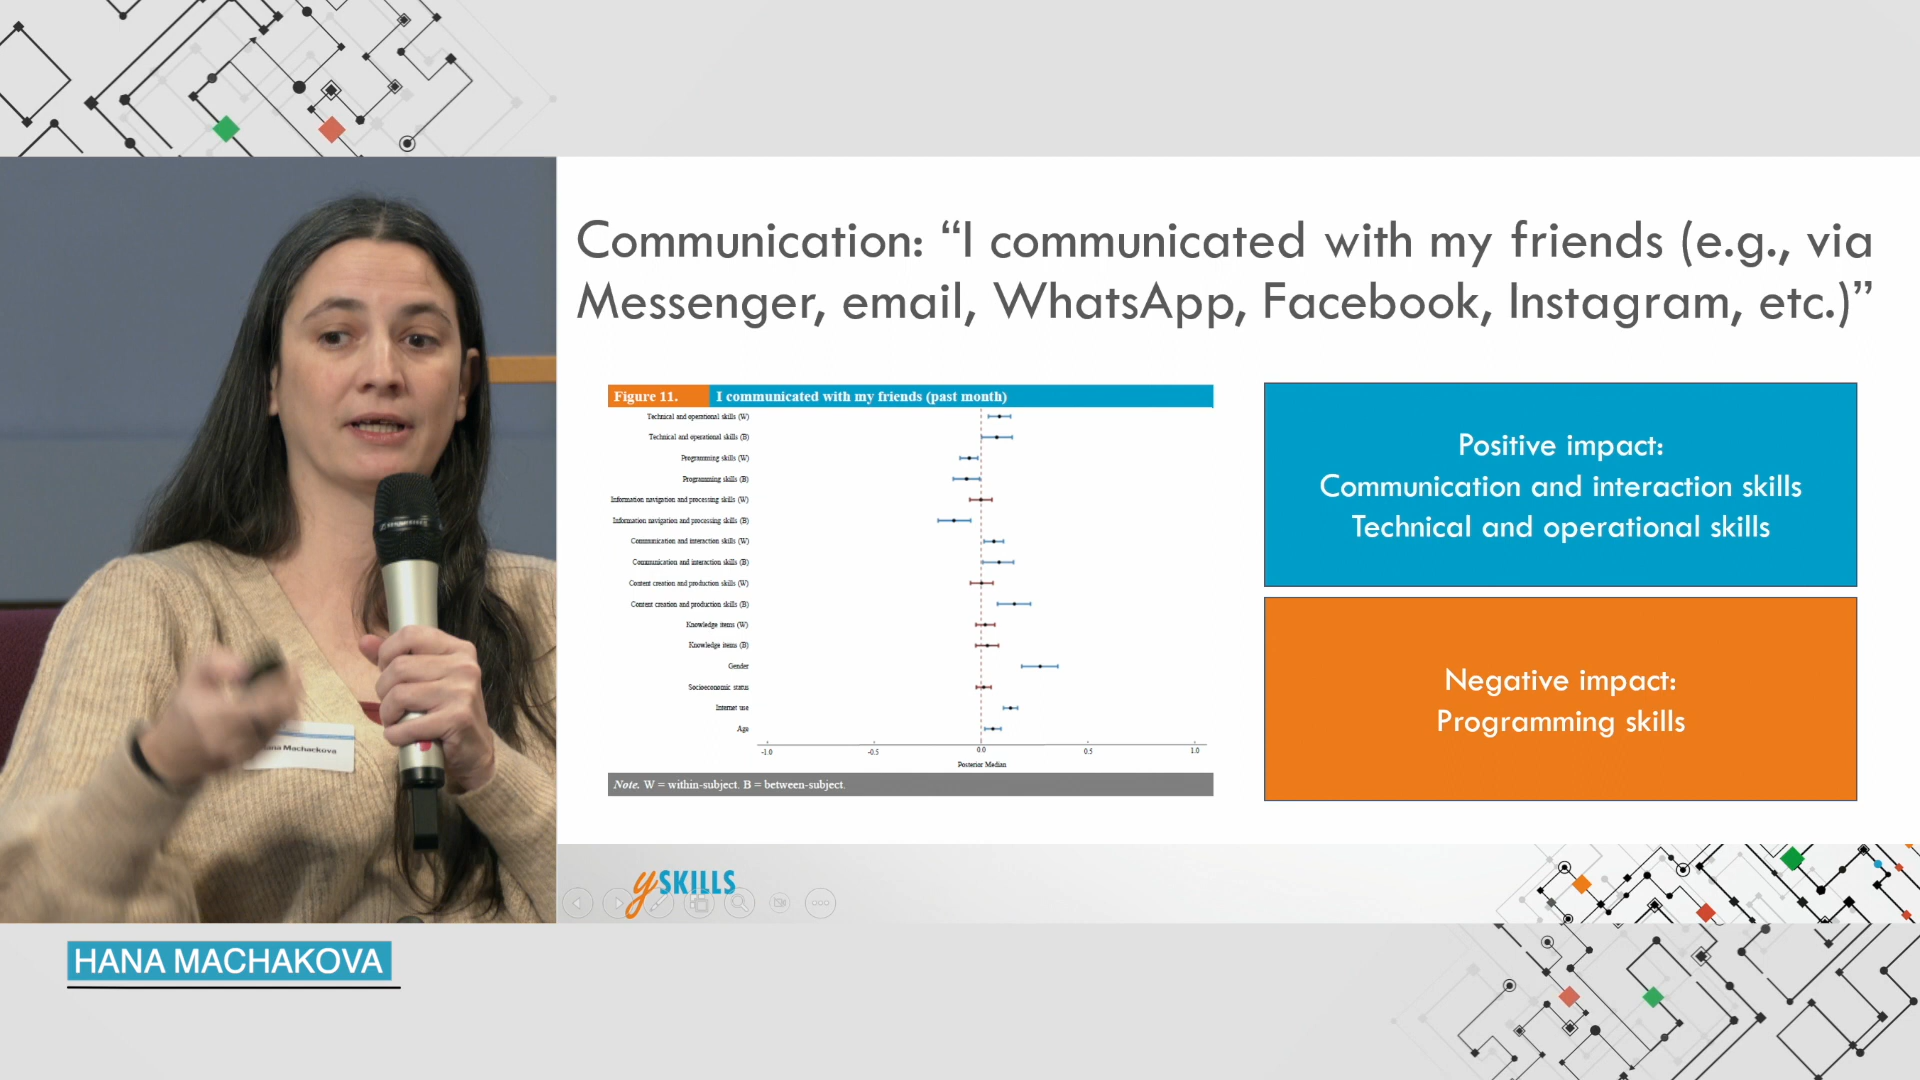 Communication: “I communicated with my friends (e.g., via
Messenger, email, WhatsApp, Facebook, Instagram, etc.)”
Figure 11.
I communicated with my friends (past month)
Technical and operational skills (W)
Technical and operational skills (B)
Programming skills (W)
Programming skills (B)
Information navigation and processing skills (W)
Information navigation and processing skills (B)
Communication and interaction skills (W)
Communication and interaction skills (B)
Content creation and production skills (W)
Content creation and production skills (B)
Knowledge items (W)
Knowledge items (B)
Gender
Socioeconomic status
Internet use
Age
-1.0 -0.5 0.0 0.5 1.0
Posterior Median
Note. W = within-subject. B = between-subject.
Positive impact:
Communication and interaction skills
Technical and operational skills
Negative impact:
Programming skills
ySKILLS
Machackova
HANA MACHAKOVA